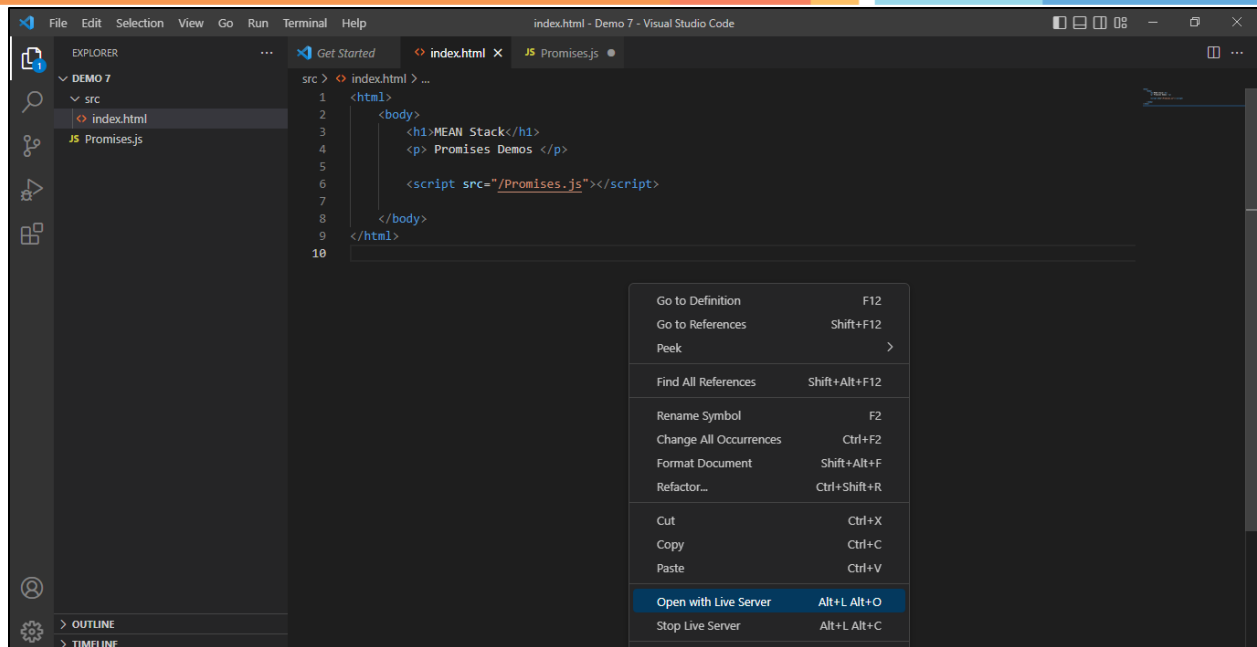 File Edit Selection View Go Run Terminal Help index.html - Demo 7 - Visual Studio Code
EXPLORER ... Get Started index.html JS Promises.js
1
DEMO 7
src
index.html
JS Promises.js
src > index.html > ...
1 <html>
2 <body>
3 <h1>MEAN Stack</h1>
4 <p> Promises Demos </p>
5
6 <script src="/Promises.js"></script>
7
8 </body>
9 </html>
10
Go to Definition F12
Go to References Shift+F12
Peek >
Find All References Shift+Alt+F12
Rename Symbol F2
Change All Occurrences Ctrl+F2
Format Document Shift+Alt+F
Refactor... Ctrl+Shift+R
Cut Ctrl+X
Copy Ctrl+C
Paste Ctrl+V
Open with Live Server Alt+L Alt+O
Stop Live Server Alt+L Alt+C
OUTLINE
TIMELINE